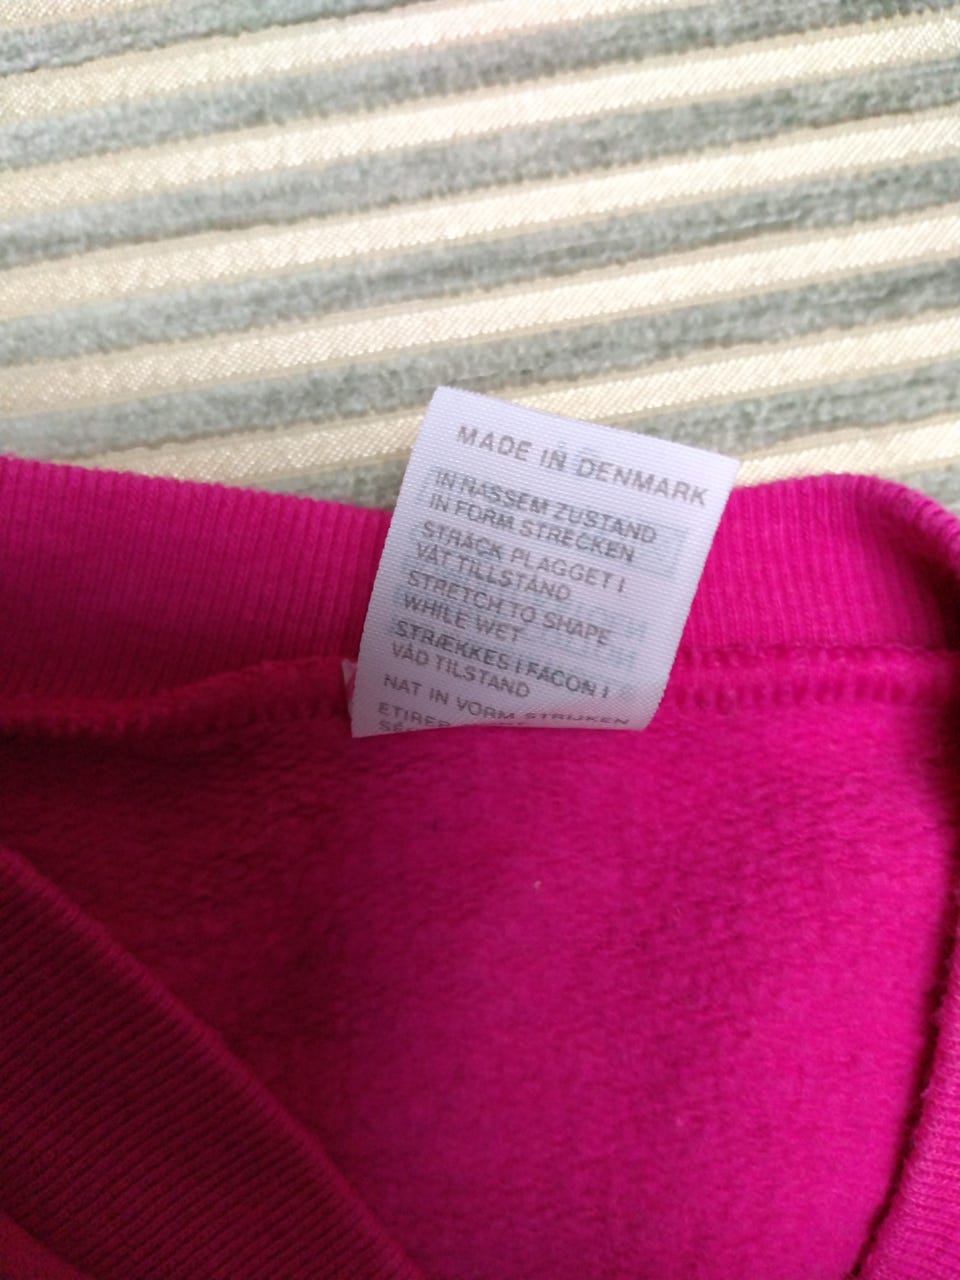 MADE IN DENMARK
IN NASSEM ZUSTAND
IN FORM STRECKEN
STRÄCK PLAGGET I
VÅT TILLSTÅND
STRETCH TO SHAPE
WHILE WET
STRÆKKES I FACON I
VÅD TILSTAND
NAT IN VORM STRIJKEN
ETIRER